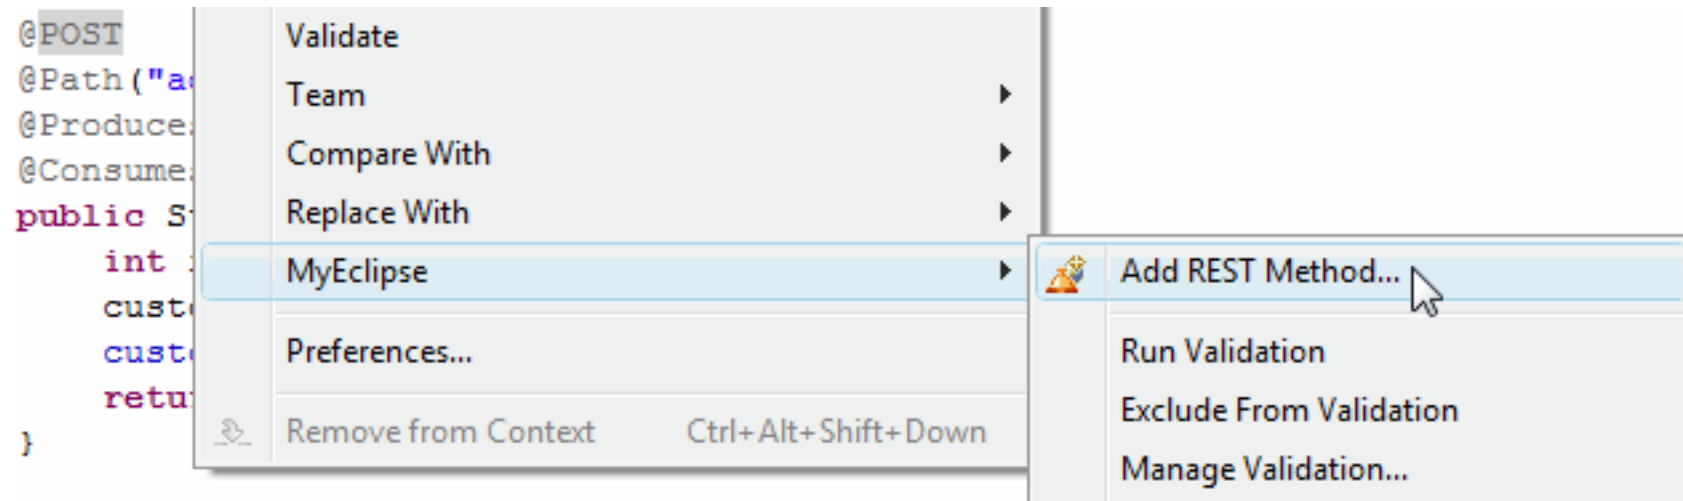 @POST
@Path("a
@Produce
@Consume
public S
int
cust
cust
retu
}
Validate
Team
Compare With
Replace With
MyEclipse
Preferences...
Remove from Context Ctrl+Alt+Shift+Down
Add REST Method...
Run Validation
Exclude From Validation
Manage Validation...